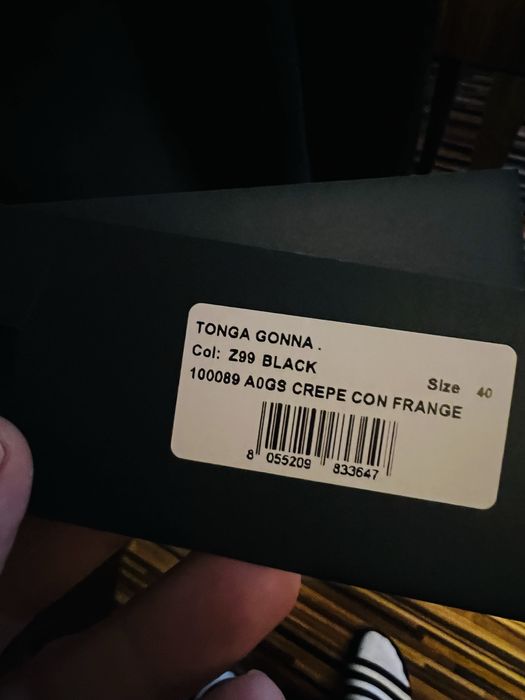 TONGA GONNA .
Col: Z99 BLACK
Size 40
100089 A0GS CREPE CON FRANGE
8 055209 833647